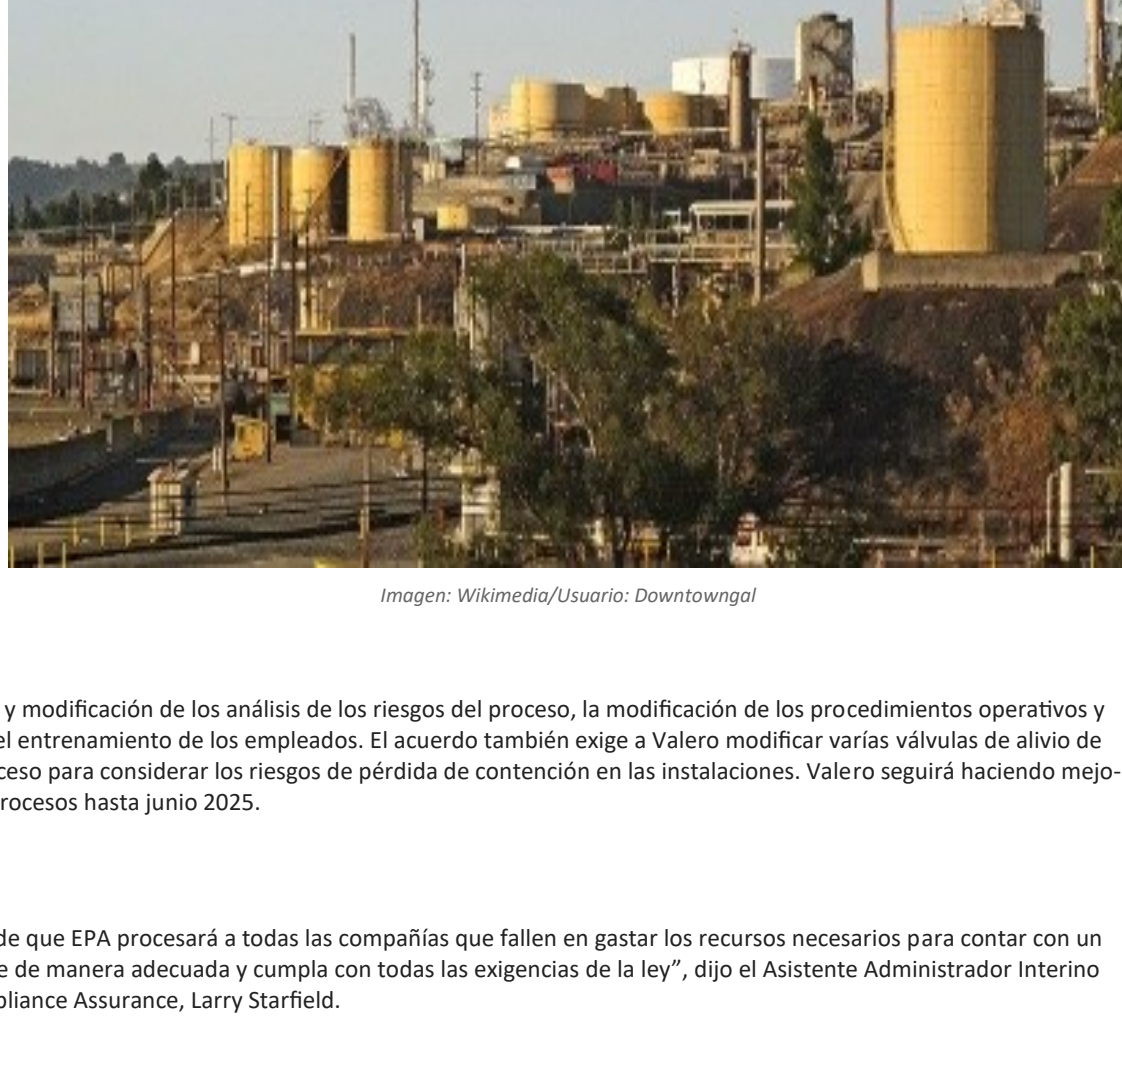 Imagen: Wikimedia/Usuario: Downtowngal
y modificación de los análisis de los riesgos del proceso, la modificación de los procedimientos operativos y
el entrenamiento de los empleados. El acuerdo también exige a Valero modificar varías válvulas de alivio de
ceso para considerar los riesgos de pérdida de contención en las instalaciones. Valero seguirá haciendo mejo-
rocesos hasta junio 2025.
de que EPA procesará a todas las compañías que fallen en gastar los recursos necesarios para contar con un
e de manera adecuada y cumpla con todas las exigencias de la ley”, dijo el Asistente Administrador Interino
pliance Assurance, Larry Starfield.